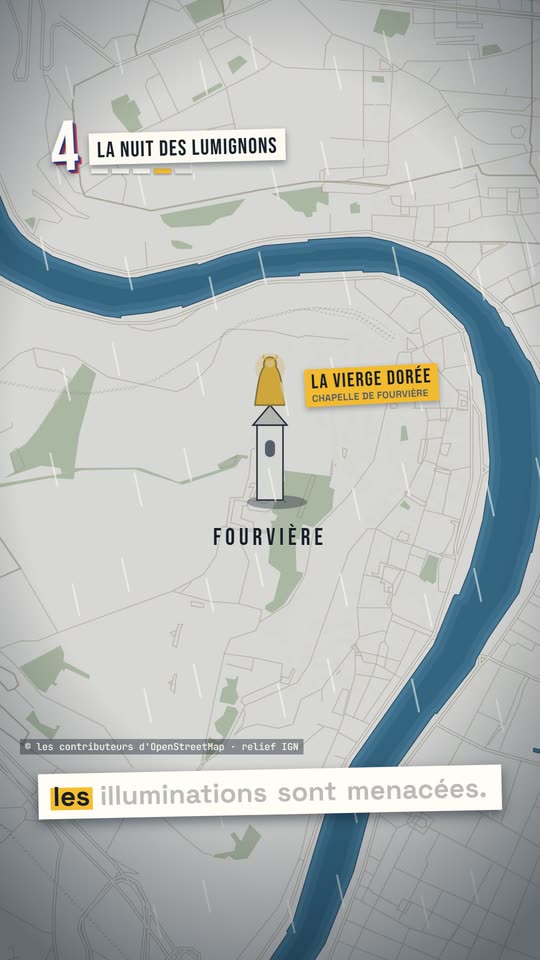 4
LA NUIT DES LUMIGNONS
LA VIERGE DORÉE
CHAPELLE DE FOURVIÈRE
FOURVIÈRE
© les contributeurs d'OpenStreetMap · relief IGN
les illuminations sont menacées.